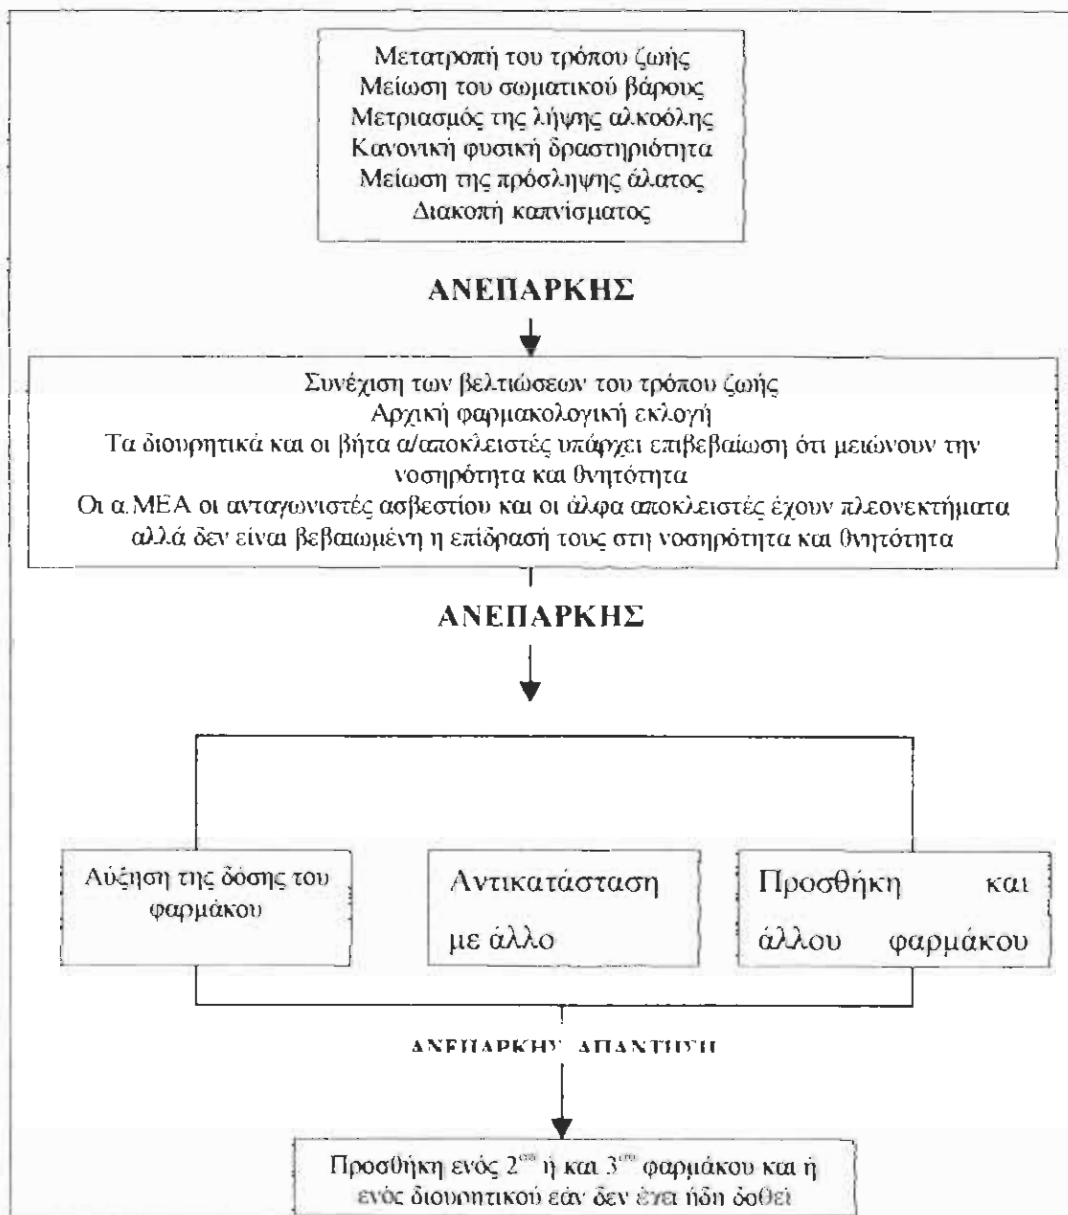 Μετατροπή του τρόπου ζωής
Μείωση του σωματικού βάρους
Μετριασμός της λήψης αλκοόλης
Κανονική φυσική δραστηριότητα
Μείωση της πρόσληψης άλατος
Διακοπή καπνίσματος
ΑΝΕΠΑΡΚΗΣ
Συνέχιση των βελτιώσεων του τρόπου ζωής
Αρχική φαρμακολογική εκλογή
Τα διουρητικά και οι βήτα α/αποκλειστές υπάρχει επιβεβαίωση ότι μειώνουν την
νοσηρότητα και θνητότητα
Οι α.ΜΕΑ οι ανταγωνιστές ασβεστίου και οι άλφα αποκλειστές έχουν πλεονεκτήματα
αλλά δεν είναι βεβαιωμένη η επίδρασή τους στη νοσηρότητα και θνητότητα
ΑΝΕΠΑΡΚΗΣ
Αύξηση της δόσης του
φαρμάκου
Αντικατάσταση
με άλλο
Προσθήκη και
άλλου φαρμάκου
ΑΝΕΠΑΡΚΗΣ ΑΠΑΝΤΗΣΗ
Προσθήκη ενός 2ου ή και 3ου φαρμάκου και ή
ενός διουρητικού εάν δεν έχει ήδη δοθεί